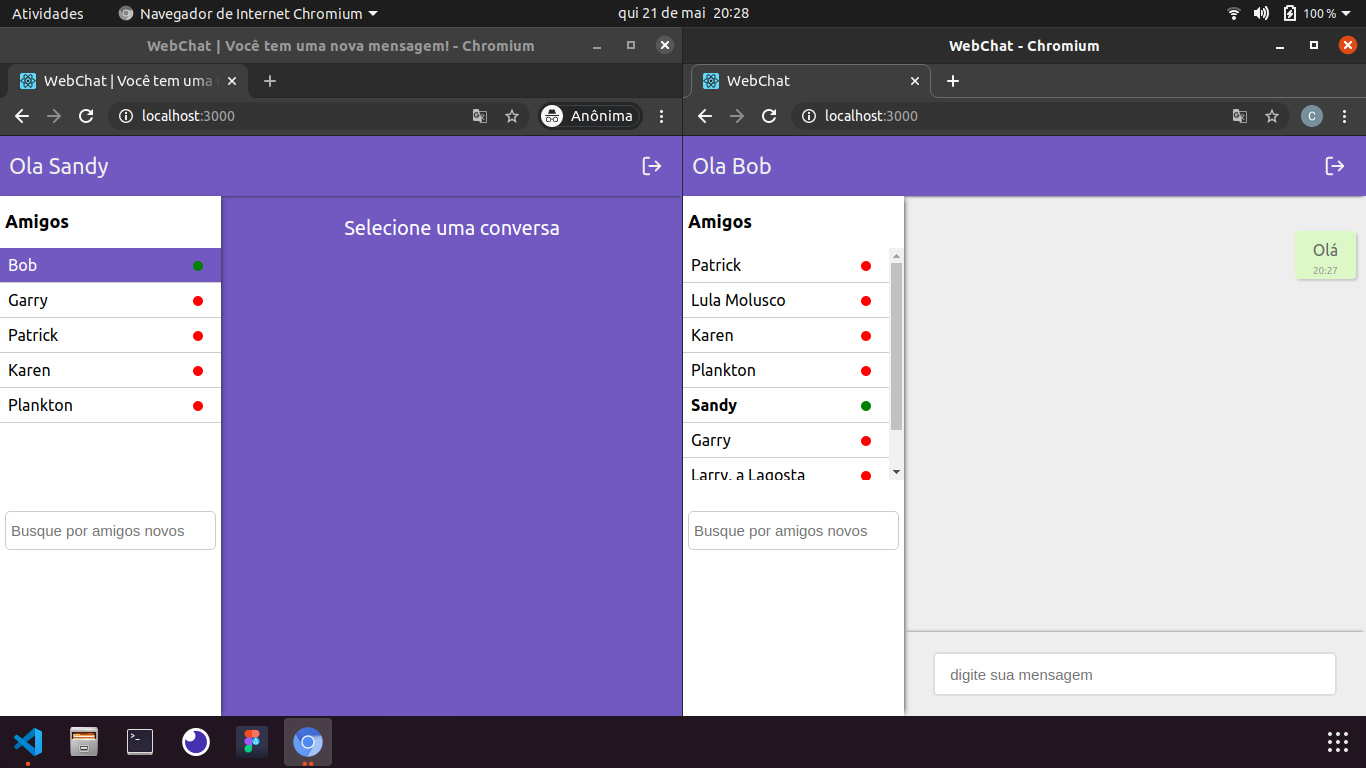 Atividades
Navegador de Internet Chromium
qui 21 de mai 20:28
100 %
WebChat | Você tem uma nova mensagem! - Chromium
WebChat | Você tem uma
localhost:3000
Anônima
Ola Sandy
Amigos
Bob
Garry
Patrick
Karen
Plankton
Busque por amigos novos
Selecione uma conversa
WebChat - Chromium
WebChat
localhost:3000
C
Ola Bob
Amigos
Patrick
Lula Molusco
Karen
Plankton
Sandy
Garry
Larry, a Lagosta
Busque por amigos novos
Olá
20:27
digite sua mensagem